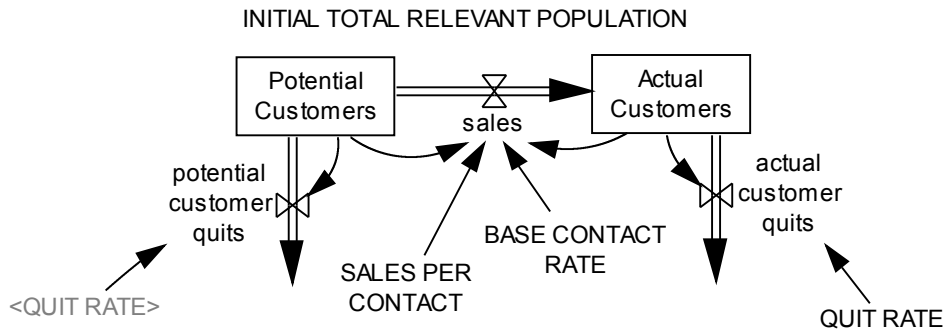 INITIAL TOTAL RELEVANT POPULATION
Potential
Customers
sales
Actual
Customers
potential
customer
quits
actual
customer
quits
SALES PER
CONTACT
BASE CONTACT
RATE
<QUIT RATE>
QUIT RATE